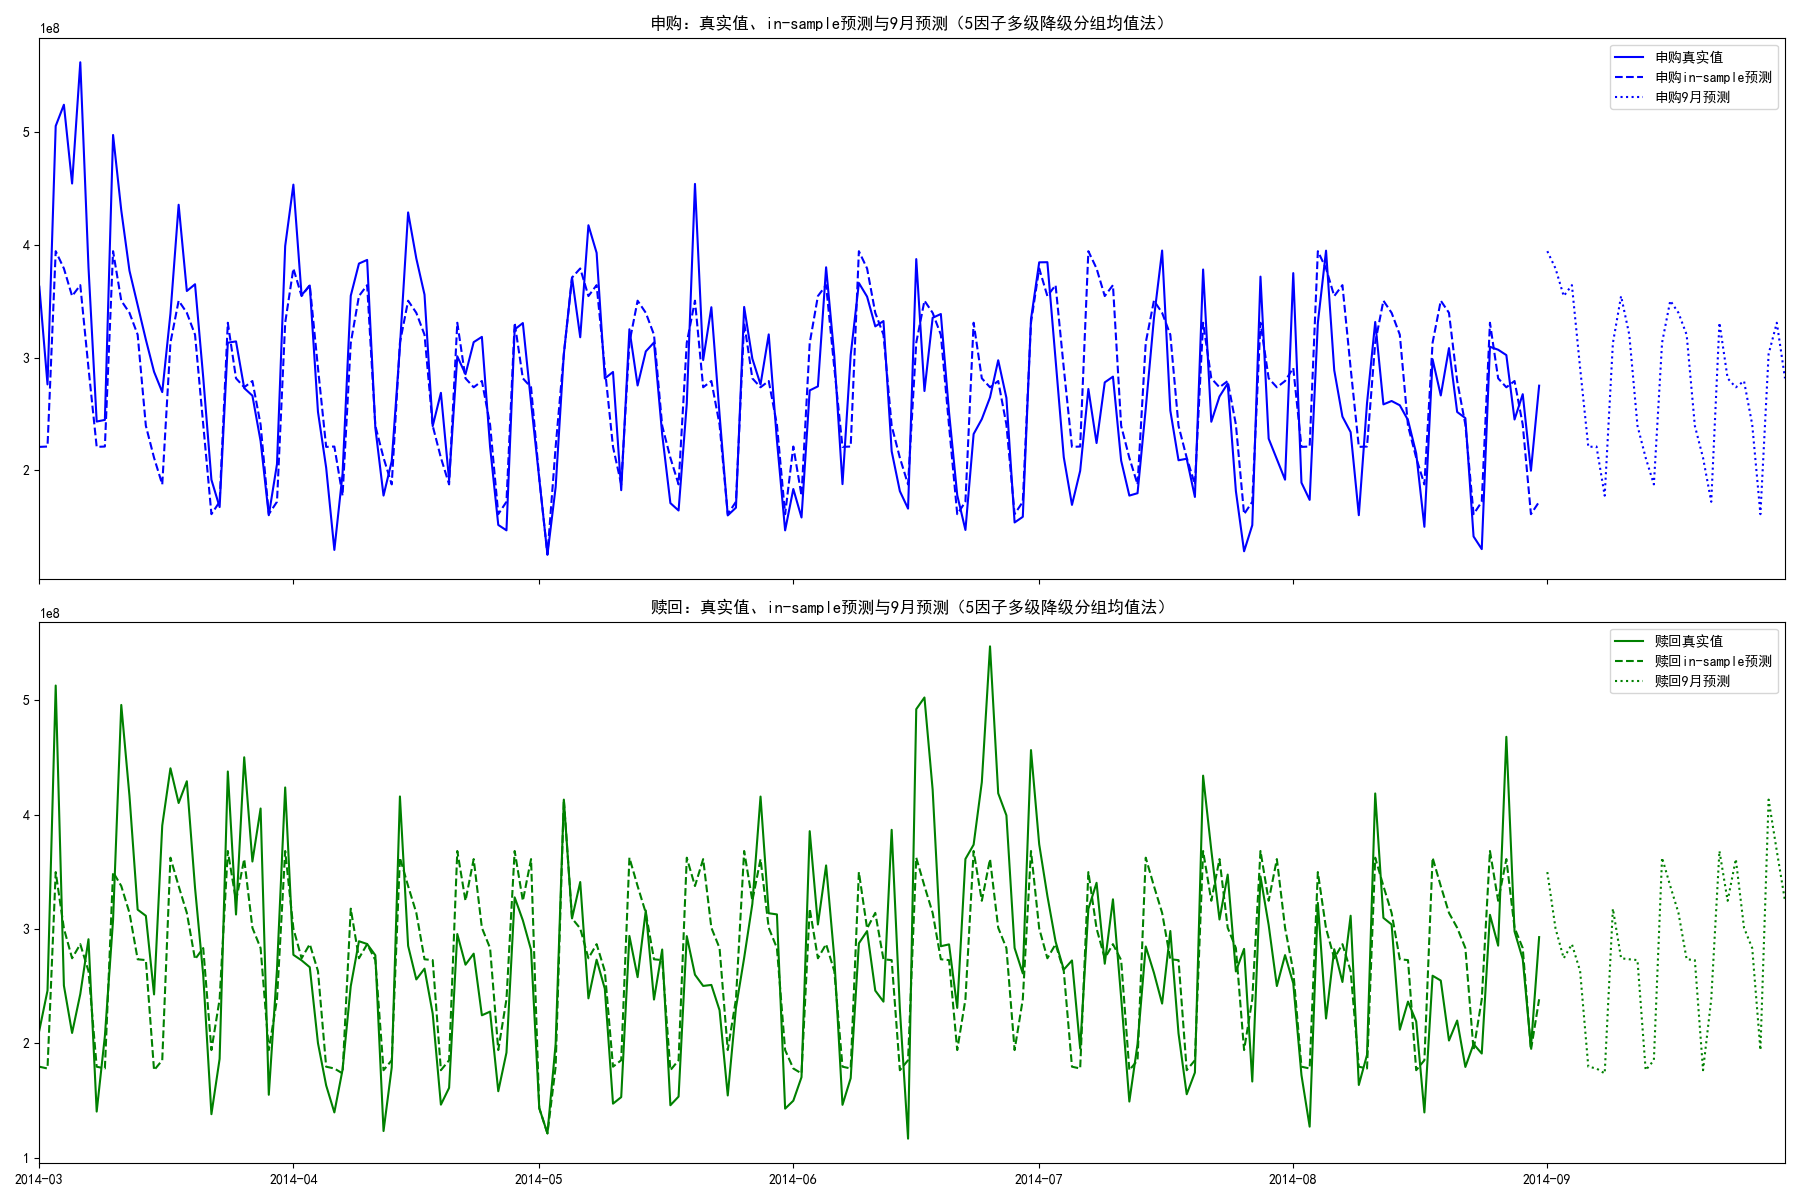 申购：真实值、in-sample预测与9月预测（5因子多级降级分组均值法）
1e8
申购真实值
申购in-sample预测
申购9月预测
5
4
3
2
赎回：真实值、in-sample预测与9月预测（5因子多级降级分组均值法）
1e8
赎回真实值
赎回in-sample预测
赎回9月预测
5
4
3
2
1
2014-03 2014-04 2014-05 2014-06 2014-07 2014-08 2014-09